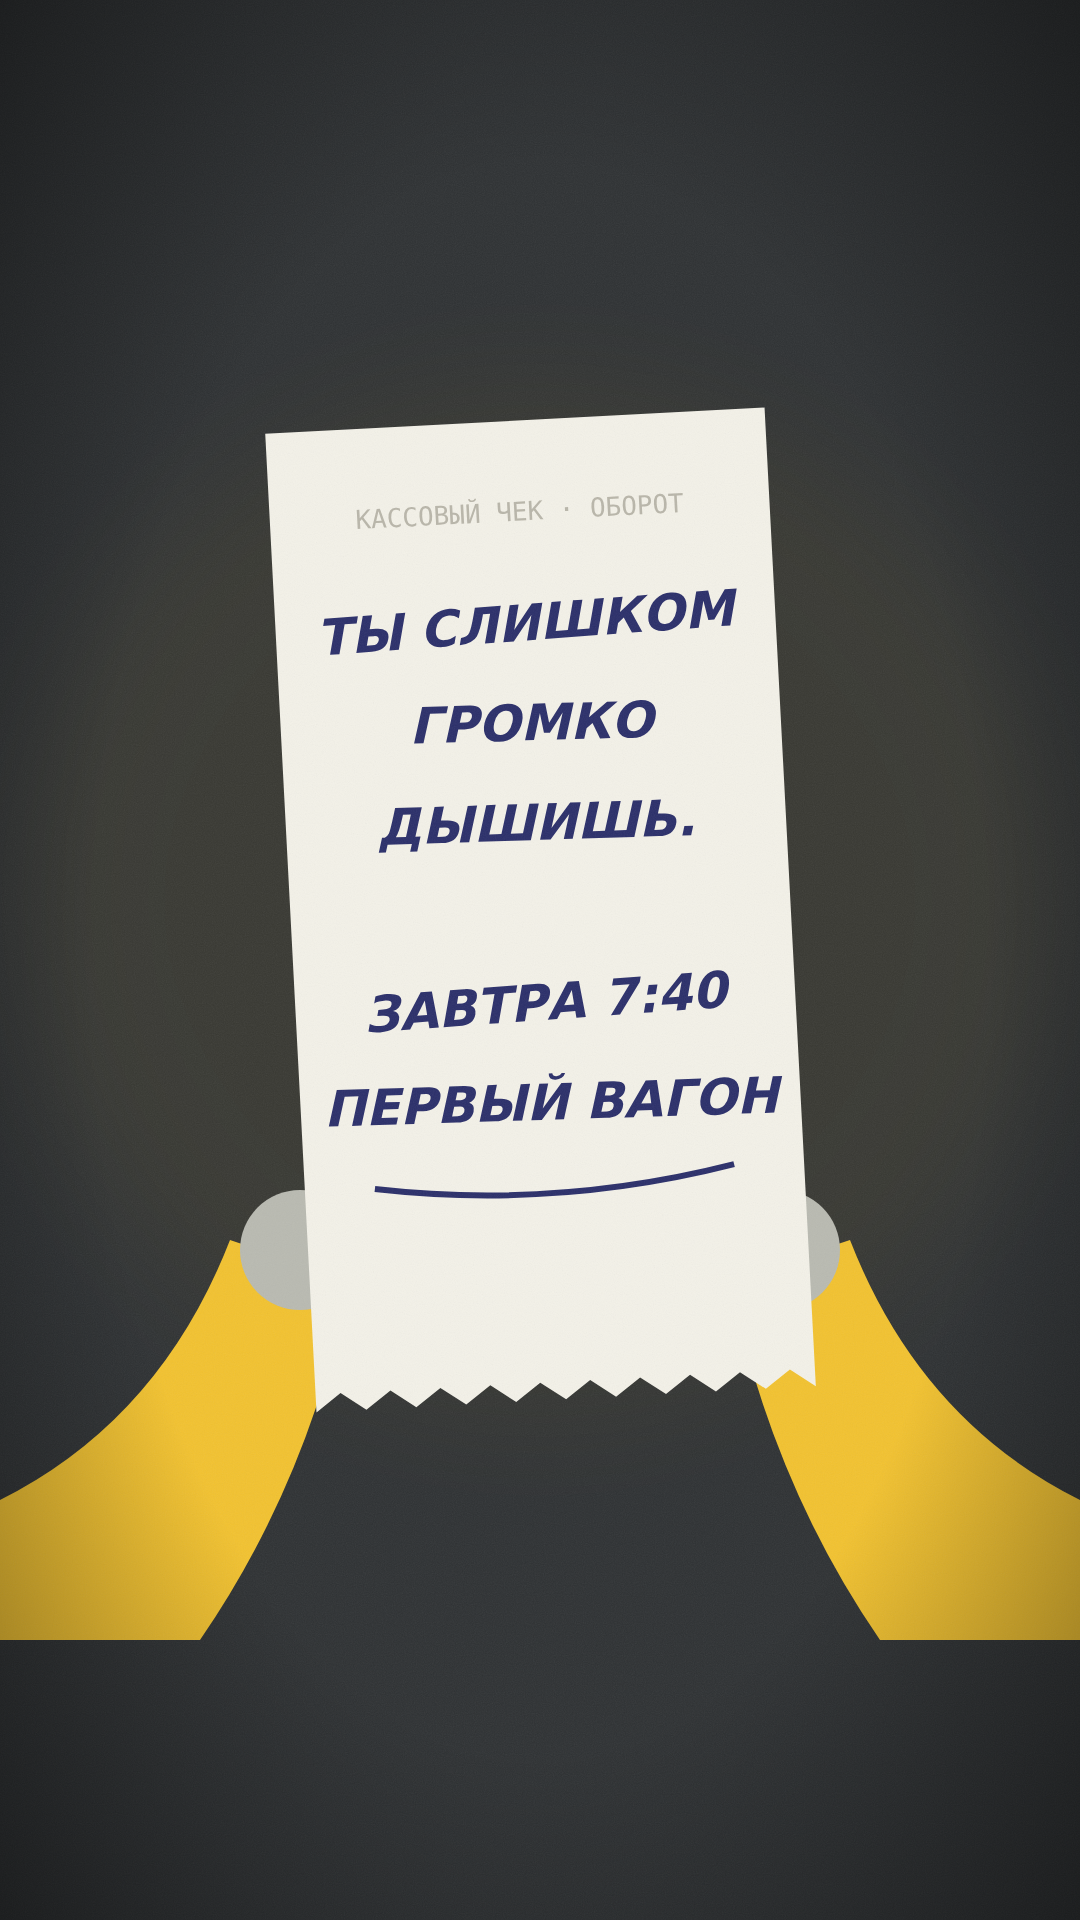 КАССОВЫЙ ЧЕК · ОБОРОТ
ТЫ СЛИШКОМ
ГРОМКО
ДЫШИШЬ.
ЗАВТРА 7:40
ПЕРВЫЙ ВАГОН